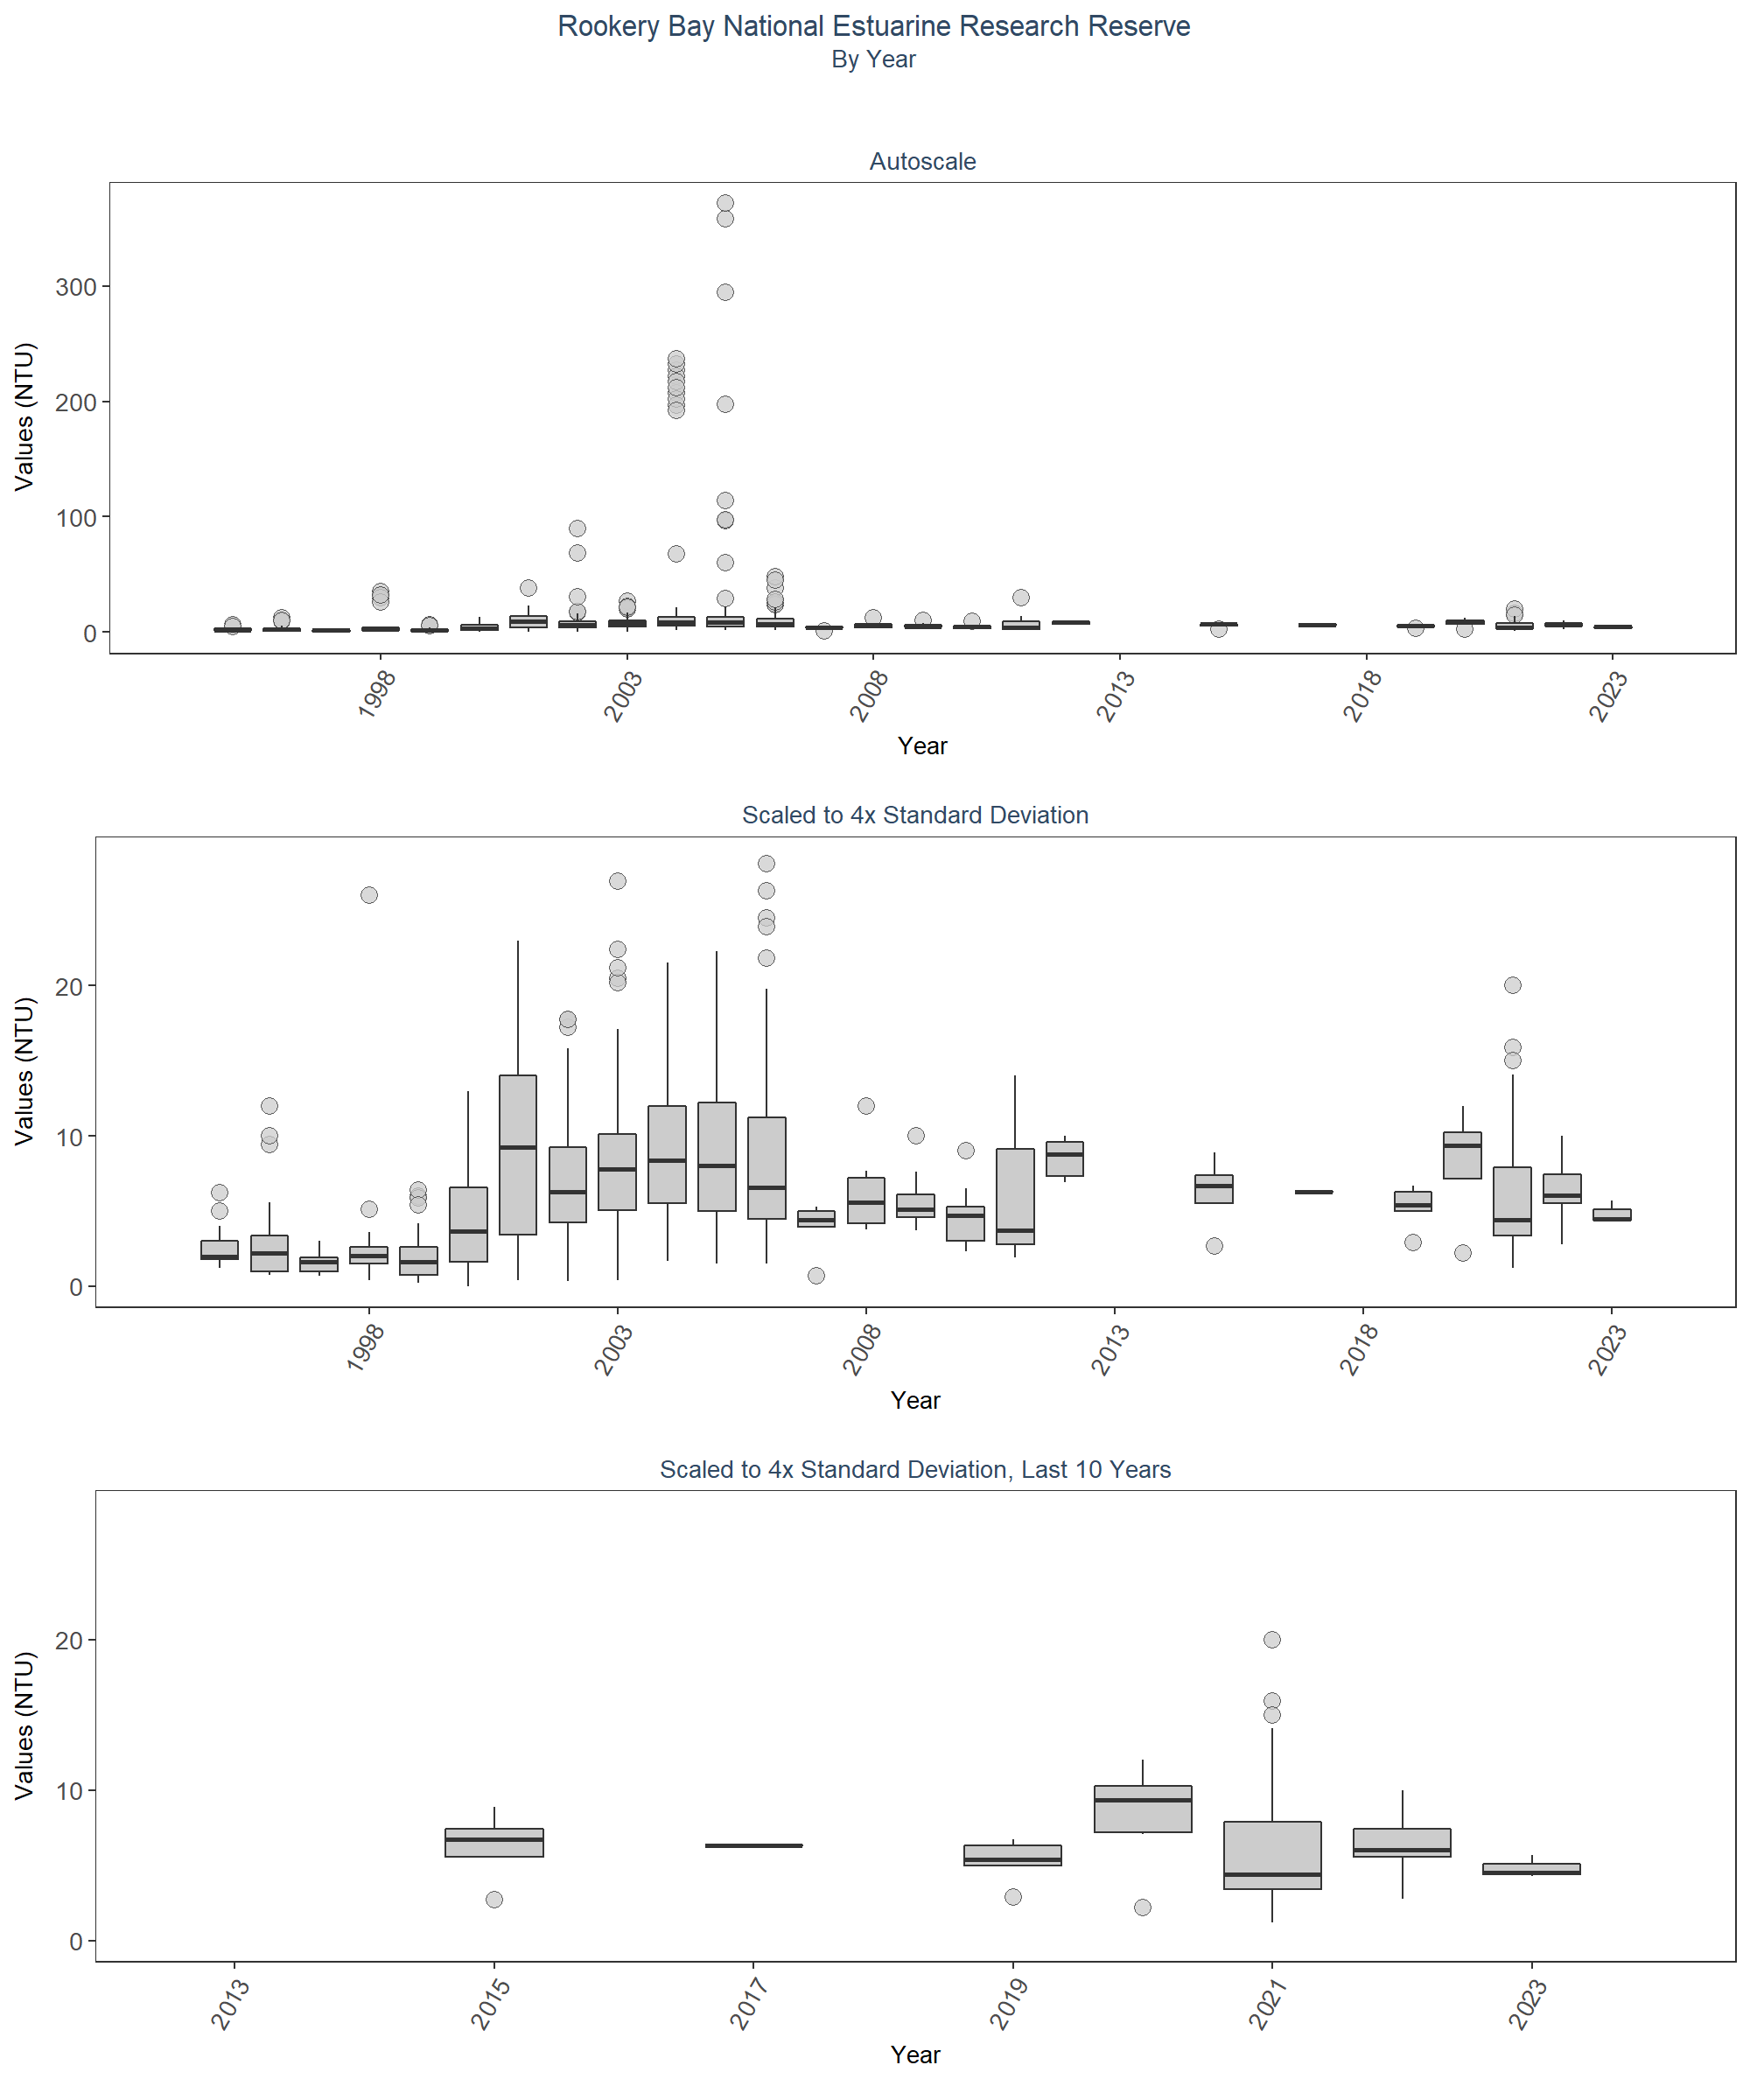 Rookery Bay National Estuarine Research Reserve
By Year
Autoscale
Values (NTU)
300
200
100
0
1998 2003 2008 2013 2018 2023
Year
Scaled to 4x Standard Deviation
Values (NTU)
20
10
0
1998 2003 2008 2013 2018 2023
Year
Scaled to 4x Standard Deviation, Last 10 Years
Values (NTU)
20
10
0
2013 2015 2017 2019 2021 2023
Year